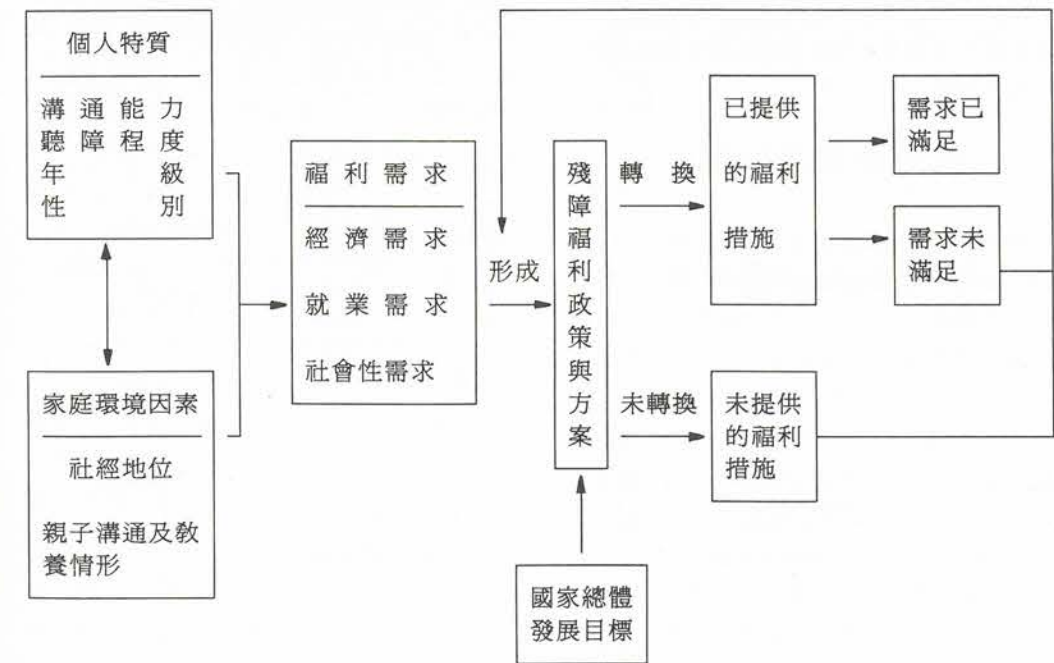 個人特質
溝通能力
聽障程度
年級
性別
家庭環境因素
社經地位
親子溝通及教
養情形
福利需求
經濟需求
就業需求
社會性需求
形成
殘障福利政策與方案
轉換
未轉換
已提供
的福利
措施
未提供
的福利
措施
需求已
滿足
需求未
滿足
國家總體
發展目標